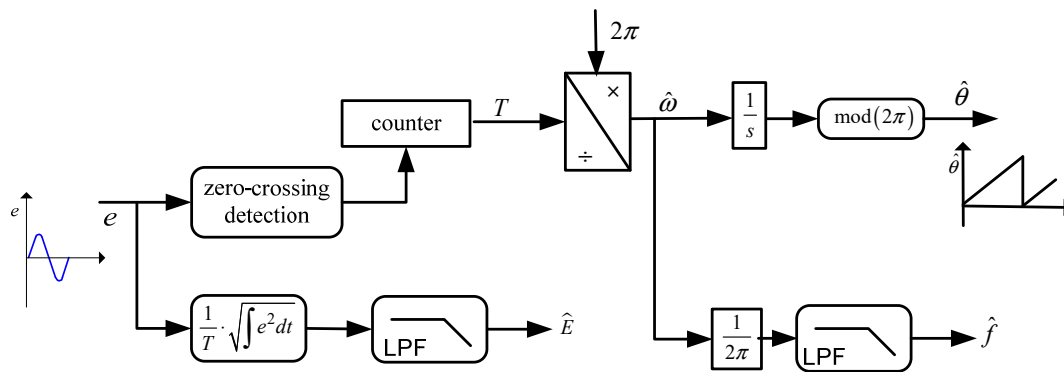 2π
T
×
÷
counter
ω̂
1/s
mod(2π)
θ̂
θ̂
zero-crossing
detection
e
e
1/T · √∫e²dt
LPF
Ê
1/2π
LPF
f̂